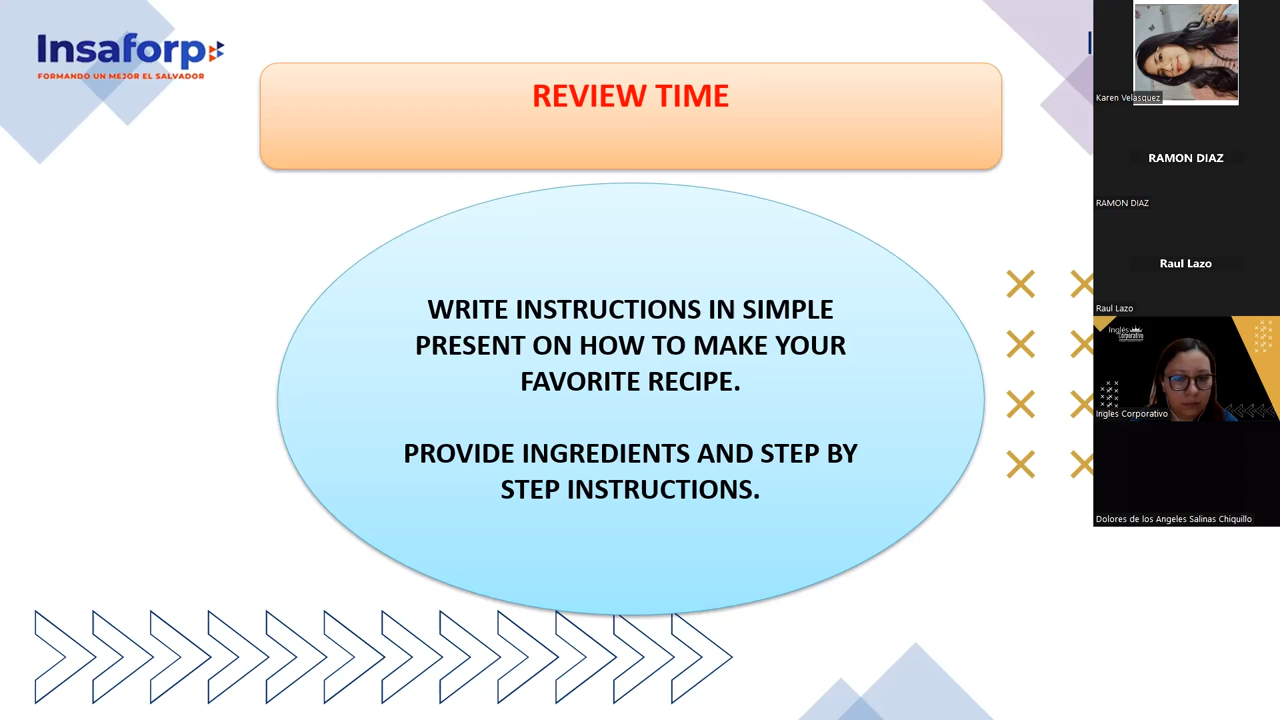 Insaforp
FORMANDO UN MEJOR EL SALVADOR
REVIEW TIME
WRITE INSTRUCTIONS IN SIMPLE
PRESENT ON HOW TO MAKE YOUR
FAVORITE RECIPE.
PROVIDE INGREDIENTS AND STEP BY
STEP INSTRUCTIONS.
Karen Velasquez
RAMON DIAZ
RAMON DIAZ
Raul Lazo
Raul Lazo
Inglés
Corporativo
Ingles Corporativo
Dolores de los Angeles Salinas Chiquillo